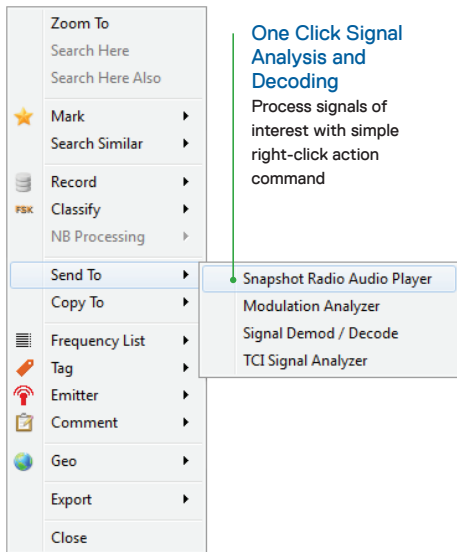 Zoom To
Search Here
Search Here Also
Mark
Search Similar
Record
FSK Classify
NB Processing
Send To
Copy To
Frequency List
Tag
Emitter
Comment
Geo
Export
Close
One Click Signal
Analysis and
Decoding
Process signals of
interest with simple
right-click action
command
Snapshot Radio Audio Player
Modulation Analyzer
Signal Demod / Decode
TCI Signal Analyzer